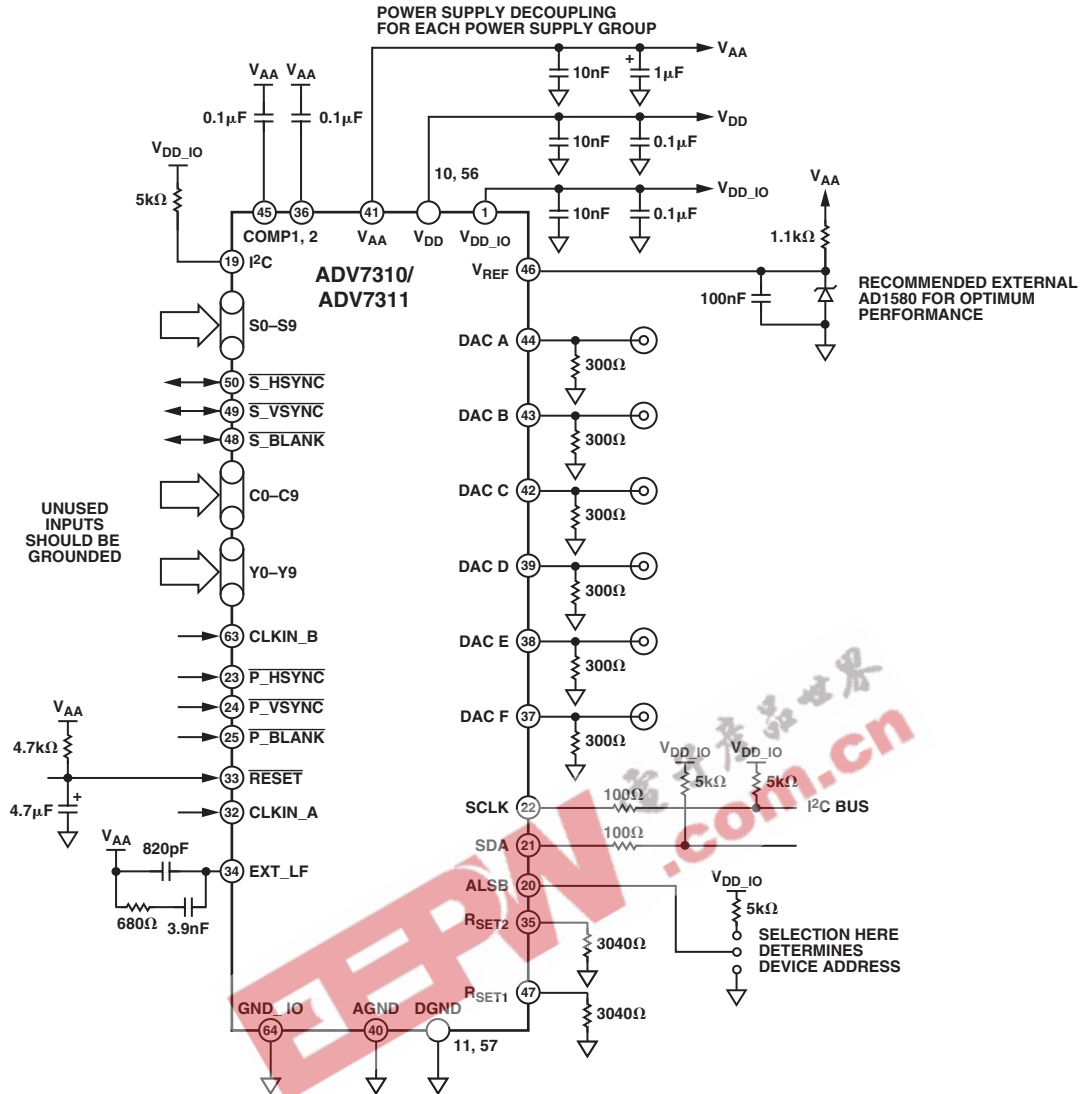 POWER SUPPLY DECOUPLING
FOR EACH POWER SUPPLY GROUP
VAA
10nF
+
1µF
VAA
VAA
0.1µF
0.1µF
VDD
10nF
0.1µF
VDD_IO
5kΩ
10, 56
VDD_IO
10nF
0.1µF
VAA
1.1kΩ
45
36
41
1
COMP1, 2
VAA
VDD
VDD_IO
19
I²C
ADV7310/
ADV7311
VREF
46
100nF
RECOMMENDED EXTERNAL
AD1580 FOR OPTIMUM
PERFORMANCE
S0–S9
DAC A
44
300Ω
50
S_HSYNC
49
S_VSYNC
48
S_BLANK
DAC B
43
300Ω
C0–C9
DAC C
42
300Ω
UNUSED
INPUTS
SHOULD BE
GROUNDED
Y0–Y9
DAC D
39
300Ω
63
CLKIN_B
DAC E
38
300Ω
23
P_HSYNC
24
P_VSYNC
25
P_BLANK
DAC F
37
300Ω
VAA
4.7kΩ
33
RESET
+
4.7µF
32
CLKIN_A
VDD_IO
VDD_IO
5kΩ
5kΩ
SCLK
22
100Ω
I²C BUS
SDA
21
100Ω
VAA
820pF
34
EXT_LF
680Ω
3.9nF
ALSB
20
VDD_IO
5kΩ
SELECTION HERE
DETERMINES
DEVICE ADDRESS
RSET2
35
3040Ω
RSET1
47
3040Ω
GND_IO
AGND
DGND
64
40
11, 57
電子產品世界
EEPW.com.cn